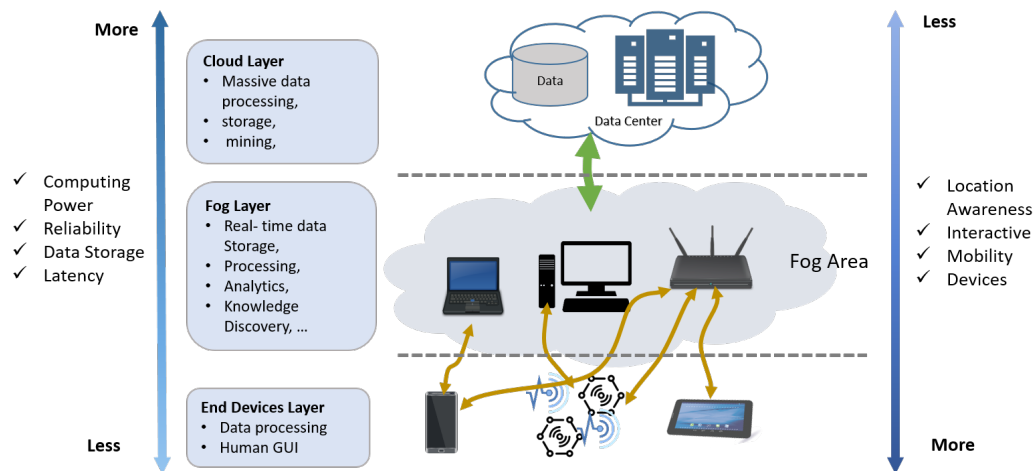 More
Computing
Power
Reliability
Data Storage
Latency
Less
Cloud Layer
Massive data
processing,
storage,
mining,
Fog Layer
Real- time data
Storage,
Processing,
Analytics,
Knowledge
Discovery, ...
End Devices Layer
Data processing
Human GUI
Data
Data Center
Fog Area
Less
Location
Awareness
Interactive
Mobility
Devices
More